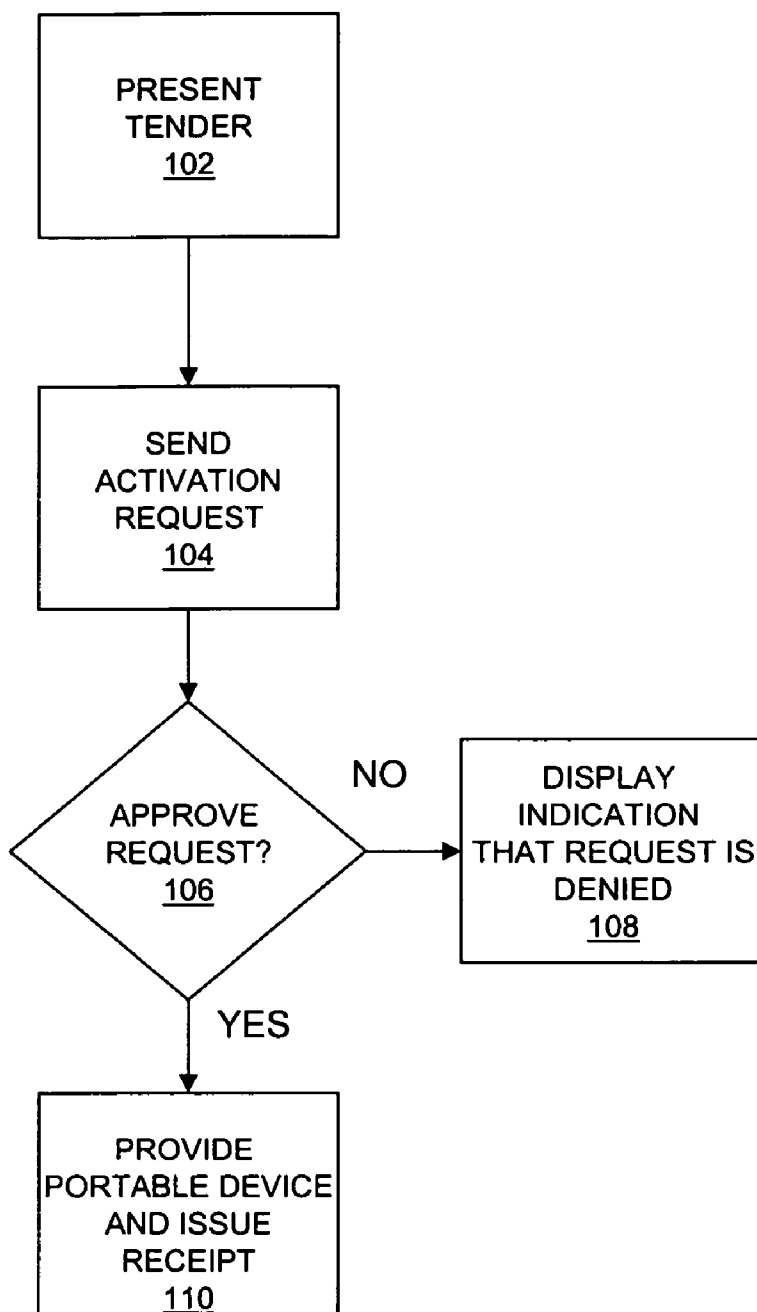 PRESENT
TENDER
102
SEND
ACTIVATION
REQUEST
104
APPROVE
REQUEST?
106
NO
DISPLAY
INDICATION
THAT REQUEST IS
DENIED
108
YES
PROVIDE
PORTABLE DEVICE
AND ISSUE
RECEIPT
110